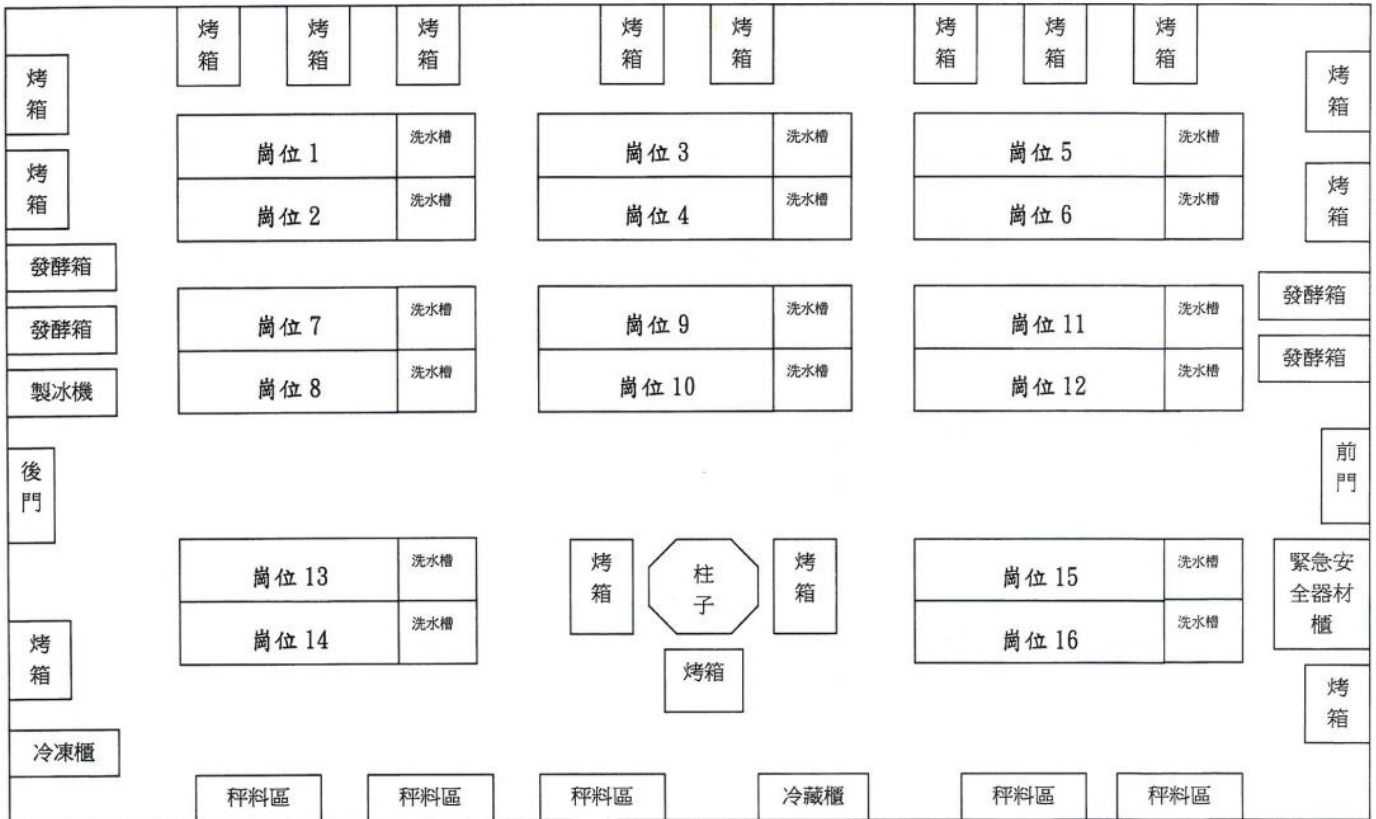 烤
箱
烤
箱
烤
箱
烤
箱
烤
箱
烤
箱
烤
箱
烤
箱
烤
箱
烤
箱
烤
箱
烤
箱
崗位 1
洗水槽
崗位 2
洗水槽
崗位 3
洗水槽
崗位 4
洗水槽
崗位 5
洗水槽
崗位 6
洗水槽
發酵箱
發酵箱
製冰機
崗位 7
洗水槽
崗位 8
洗水槽
崗位 9
洗水槽
崗位 10
洗水槽
崗位 11
洗水槽
崗位 12
洗水槽
發酵箱
發酵箱
後
門
前
門
崗位 13
洗水槽
崗位 14
洗水槽
烤
箱
柱
子
烤
箱
烤箱
崗位 15
洗水槽
崗位 16
洗水槽
緊急安
全器材
櫃
烤
箱
烤
箱
冷凍櫃
秤料區
秤料區
秤料區
冷藏櫃
秤料區
秤料區